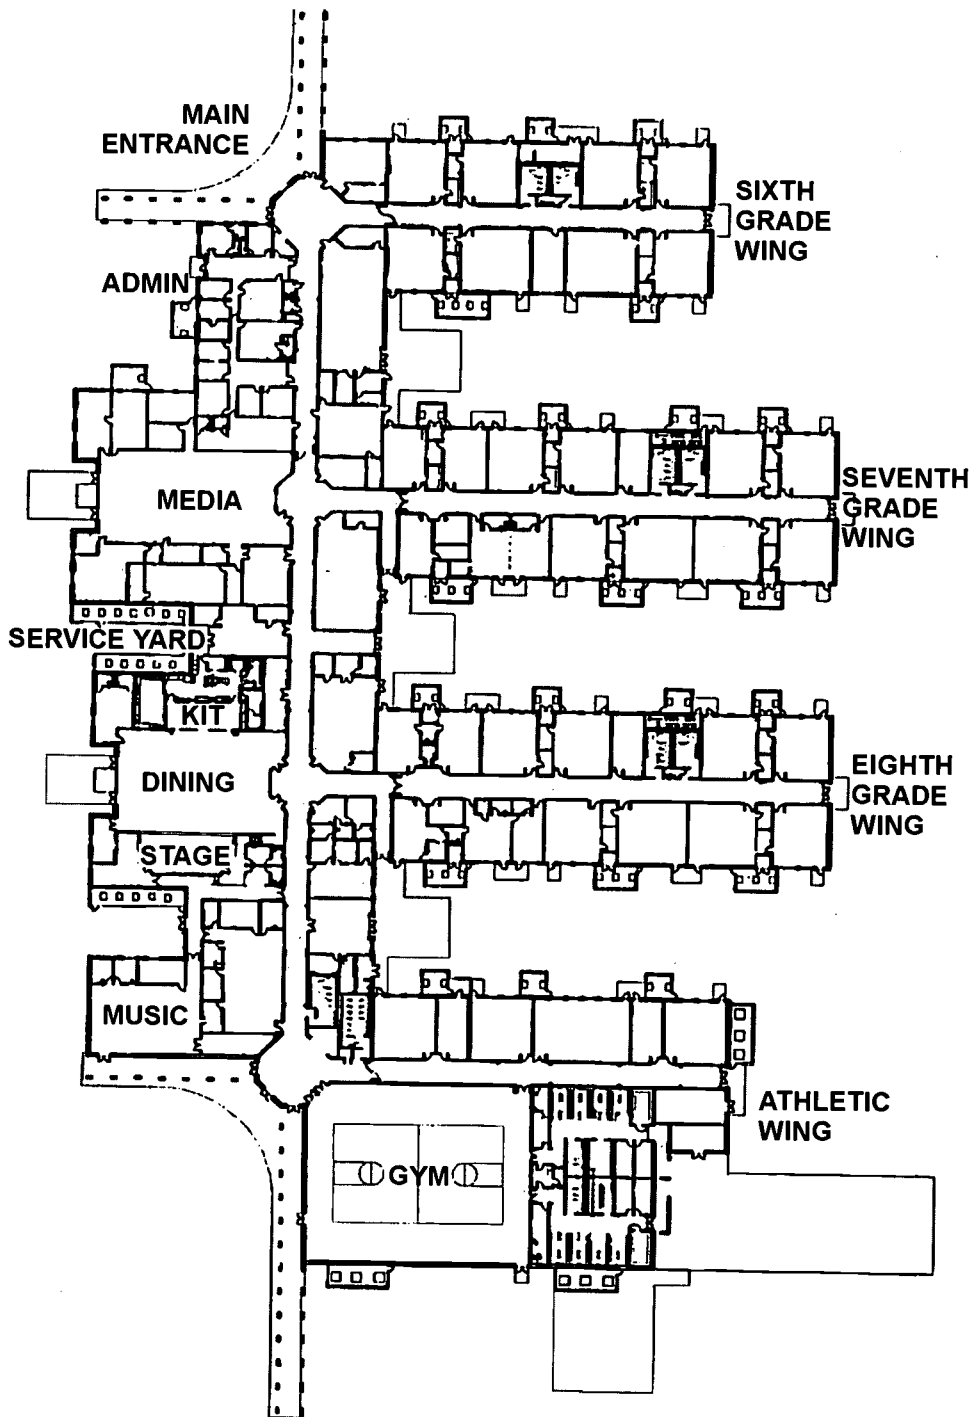 MAIN
ENTRANCE
SIXTH
GRADE
WING
ADMIN
MEDIA
SEVENTH
GRADE
WING
SERVICE YARD
KIT
DINING
EIGHTH
GRADE
WING
STAGE
MUSIC
ATHLETIC
WING
GYM